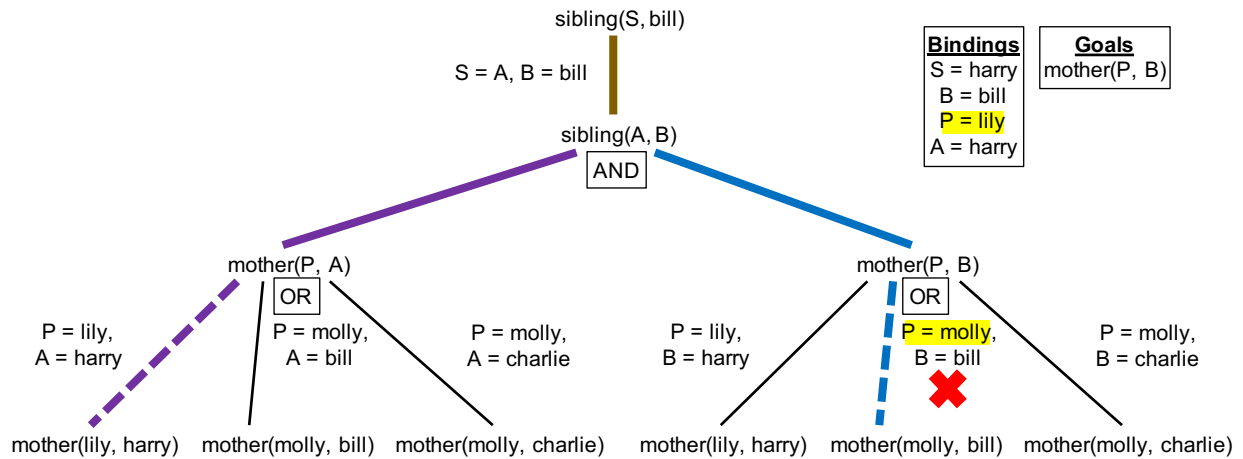 sibling(S, bill)
S = A, B = bill
Bindings
S = harry
B = bill
P = lily
A = harry
Goals
mother(P, B)
sibling(A, B)
AND
mother(P, A)
OR
P = lily,
A = harry
P = molly,
A = bill
P = molly,
A = charlie
mother(lily, harry)
mother(molly, bill)
mother(molly, charlie)
mother(P, B)
OR
P = lily,
B = harry
P = molly,
B = bill
P = molly,
B = charlie
mother(lily, harry)
mother(molly, bill)
mother(molly, charlie)